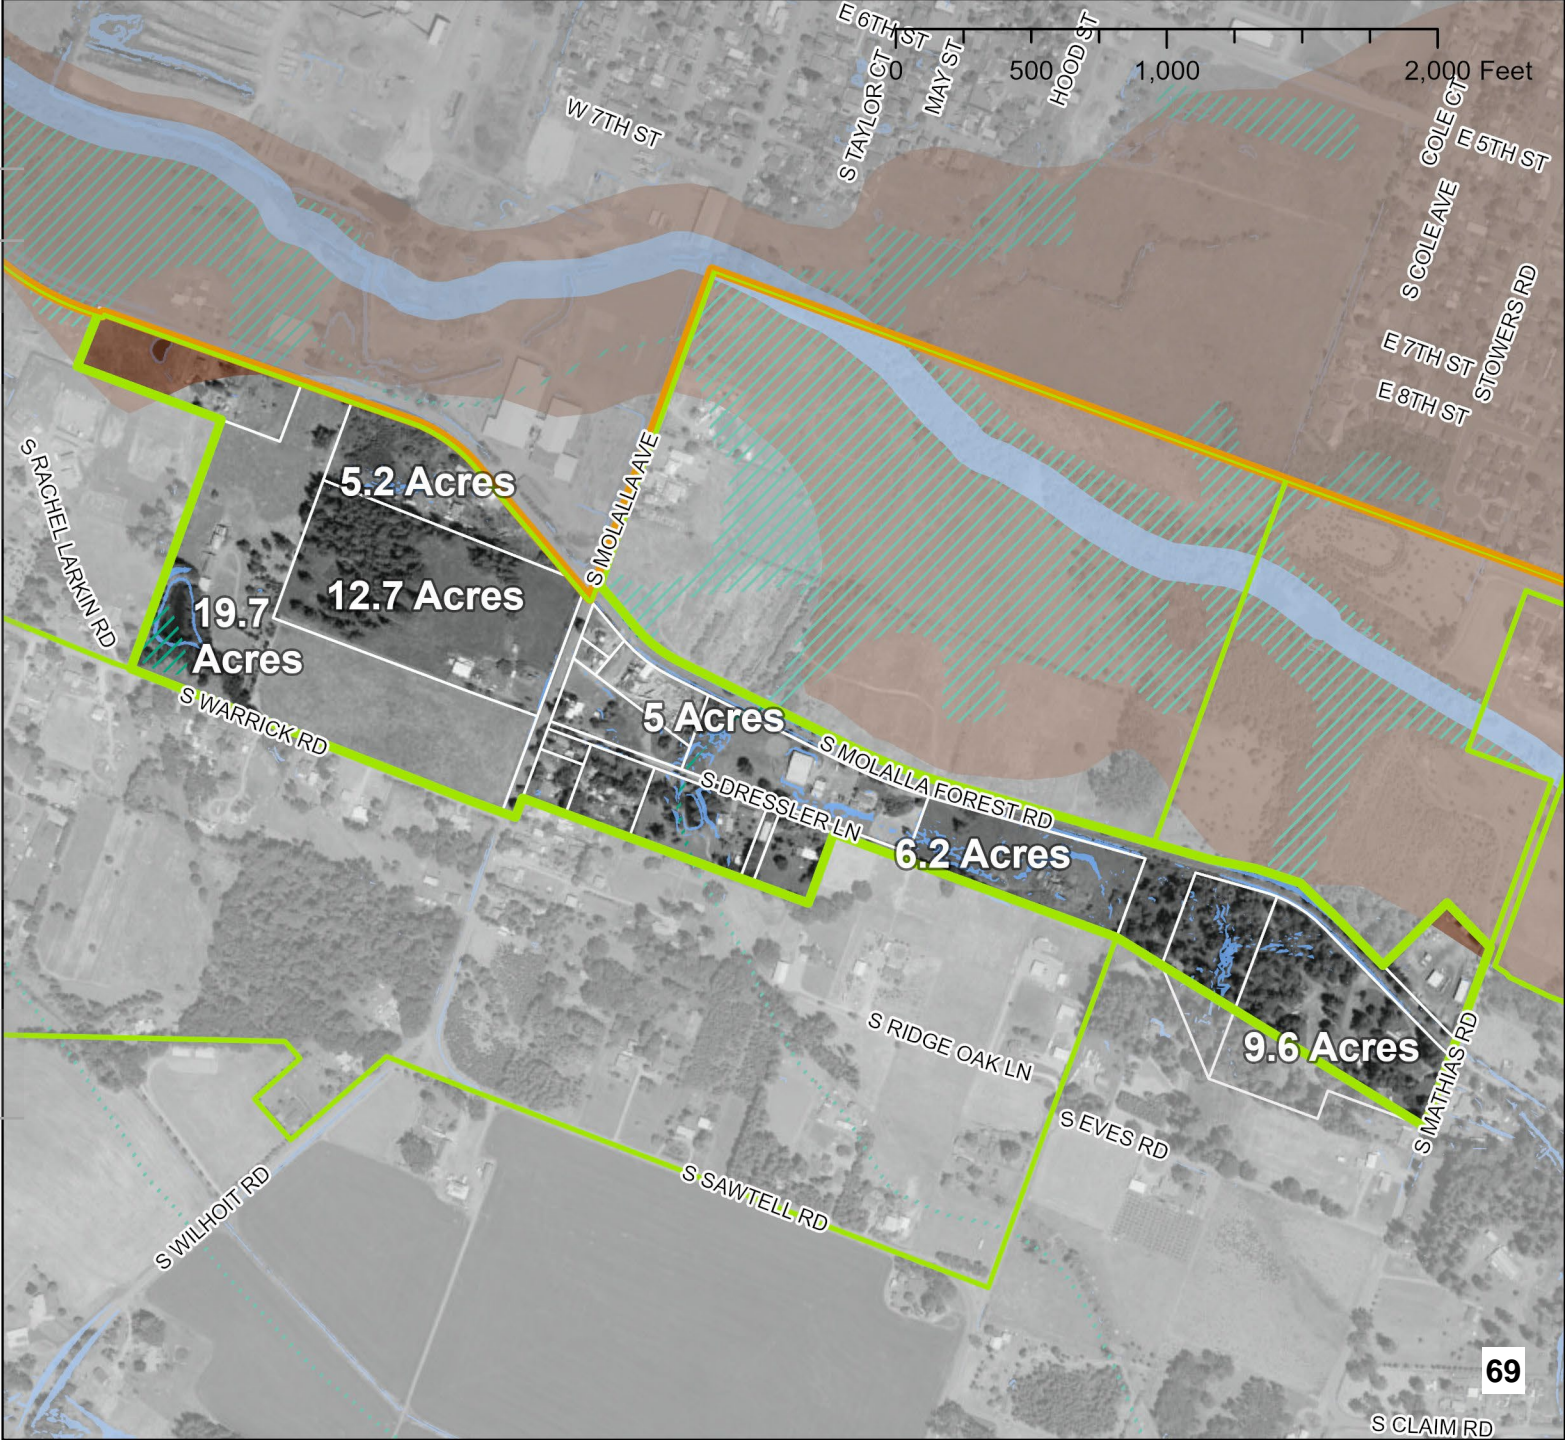 E 6TH ST
0
500
1,000
2,000 Feet
S TAYLOR CT
MAY ST
HOOD ST
W 7TH ST
COLE CT
E 5TH ST
S COLE AVE
STOWERS RD
E 7TH ST
E 8TH ST
S RACHEL LARKIN RD
5.2 Acres
S MOLALLA AVE
12.7 Acres
19.7
Acres
S WARRICK RD
5 Acres
S MOLALLA FOREST RD
S DRESSLER LN
6.2 Acres
S RIDGE OAK LN
9.6 Acres
S MATHIAS RD
S EVES RD
S SAWTELL RD
S WILHOIT RD
69
S CLAIM RD